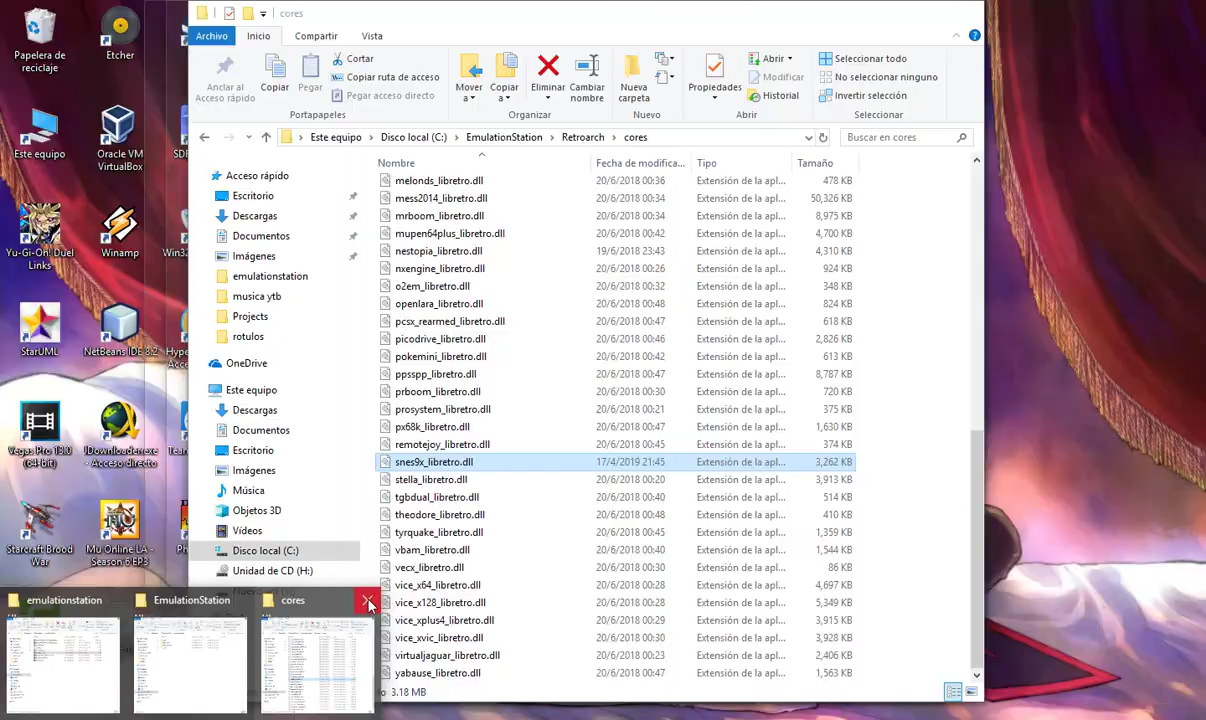 cores
Archivo Inicio Compartir Vista
Anclar al
Acceso rápido
Copiar
Pegar
Cortar
Copiar ruta de acceso
Pegar acceso directo
Portapapeles
Mover
a
Copiar
a
Eliminar
Cambiar
nombre
Organizar
Nueva
carpeta
Nuevo
Propiedades
Abrir
Modificar
Historial
Abrir
Seleccionar todo
No seleccionar ninguno
Invertir selección
Seleccionar
Este equipo > Disco local (C:) > EmulationStation > Retroarch > cores
Buscar en cores
Papelera de
reciclaje
Etcher
Este equipo
Oracle VM
VirtualBox
Yu-Gi-Oh! Duel
Links
Winamp
StarUML
NetBeans IDE 8.2
Vegas Pro 13.0
(64-bit)
JDownloader.exe
- Acceso directo
Starcraft Brood
War
Mu Online LA -
Season 6 EP3
Acceso rápido
Escritorio
Descargas
Documentos
Imágenes
emulationstation
musica ytb
Projects
rotulos
OneDrive
Este equipo
Descargas
Documentos
Escritorio
Imágenes
Música
Objetos 3D
Vídeos
Disco local (C:)
Unidad de CD (H:)
Nombre Fecha de modifica... Tipo Tamaño
melonds_libretro.dll 20/6/2018 00:36 Extensión de la apl... 478 KB
mess2014_libretro.dll 20/6/2018 00:34 Extensión de la apl... 50,326 KB
mrboom_libretro.dll 20/6/2018 00:34 Extensión de la apl... 8,975 KB
mupen64plus_libretro.dll 20/6/2018 00:42 Extensión de la apl... 4,700 KB
nestopia_libretro.dll 19/6/2018 23:43 Extensión de la apl... 4,310 KB
nxengine_libretro.dll 20/6/2018 00:26 Extensión de la apl... 924 KB
o2em_libretro.dll 20/6/2018 00:32 Extensión de la apl... 348 KB
openlara_libretro.dll 20/6/2018 00:48 Extensión de la apl... 824 KB
pcsx_rearmed_libretro.dll 20/6/2018 00:47 Extensión de la apl... 618 KB
picodrive_libretro.dll 20/6/2018 00:46 Extensión de la apl... 2,826 KB
pokemini_libretro.dll 20/6/2018 00:42 Extensión de la apl... 613 KB
ppsspp_libretro.dll 20/6/2018 00:47 Extensión de la apl... 8,787 KB
prboom_libretro.dll 20/6/2018 00:30 Extensión de la apl... 720 KB
prosystem_libretro.dll 20/6/2018 00:21 Extensión de la apl... 375 KB
px68k_libretro.dll 20/6/2018 00:47 Extensión de la apl... 1,630 KB
remotejoy_libretro.dll 20/6/2018 00:45 Extensión de la apl... 374 KB
snes9x_libretro.dll 17/4/2019 21:45 Extensión de la apl... 3,262 KB
stella_libretro.dll 20/6/2018 00:20 Extensión de la apl... 3,913 KB
tgbdual_libretro.dll 20/6/2018 00:40 Extensión de la apl... 514 KB
theodore_libretro.dll 20/6/2018 00:48 Extensión de la apl... 410 KB
tyrquake_libretro.dll 20/6/2018 00:40 Extensión de la apl... 1,359 KB
vbam_libretro.dll 20/6/2018 00:40 Extensión de la apl... 1,544 KB
vecx_libretro.dll 20/6/2018 00:30 Extensión de la apl... 86 KB
vice_x64_libretro.dll 20/6/2018 00:28 Extensión de la apl... 4,697 KB
vice_x128_libretro.dll 20/6/2018 00:28 Extensión de la apl... 5,349 KB
vice_xplus4_libretro.dll 20/6/2018 00:29 Extensión de la apl... 3,915 KB
vice_xvic_libretro.dll 20/6/2018 00:30 Extensión de la apl... 3,928 KB
virtualjaguar_libretro.dll 20/6/2018 00:23 Extensión de la apl... 2,406 KB
yabause_libretro.dll 20/6/2018 00:47 Extensión de la apl... 1,563 KB
3.18 MB
emulationstation EmulationStation cores